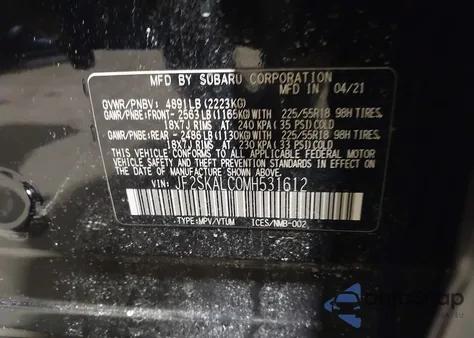 MFD BY SUBARU CORPORATION
MADE IN JAPAN 04/21
GVWR/PNBV: 4891LB (2223KG)
GAWR/PNBE: FRONT- 2563LB(1165KG)WITH 225/55R18 98H TIRES,
18X7J RIMS AT 240 KPA (35 PSI) COLD
GAWR/PNBE: REAR - 2486LB(1130KG)WITH 225/55R18 98H TIRES,
18X7J RIMS AT 230 KPA (33 PSI) COLD
THIS VEHICLE CONFORMS TO ALL APPLICABLE FEDERAL MOTOR
VEHICLE SAFETY AND THEFT PREVENTION STANDARDS IN EFFECT ON
THE DATE OF MANUFACTURE SHOWN ABOVE.
VIN: JF2SKALC0MH531612
TYPE:MPV/VTUM ICES/NMB-002